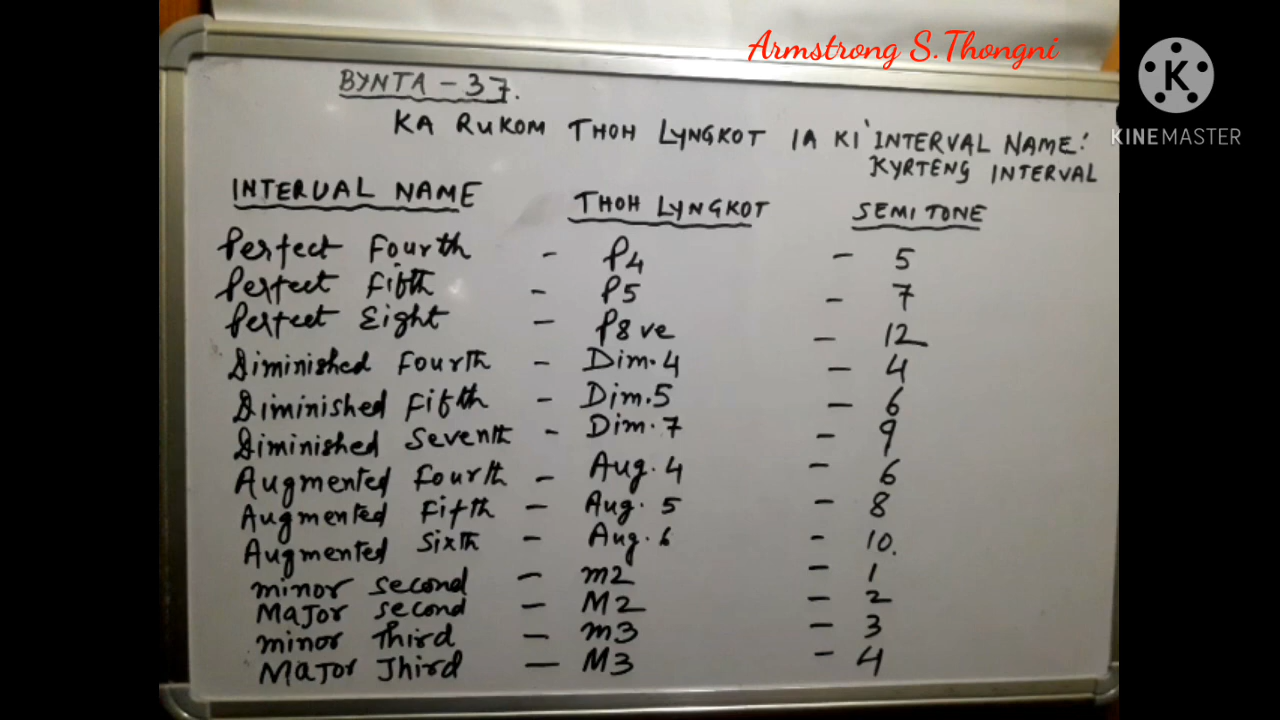 Armstrong S.Thongni
K
KINEMASTER
BYNTA - 37.
KA RUKOM THOH LYNGKOT IA KI 'INTERVAL NAME:'
KYRTENG INTERVAL
INTERVAL NAME THOH LYNGKOT SEMITONE
Perfect Fourth - P4 - 5
Perfect Fifth - P5 - 7
Perfect Eight - P8ve - 12
Diminished Fourth - Dim.4 - 4
Diminished Fifth - Dim.5 - 6
Diminished Seventh - Dim.7 - 9
Augmented Fourth - Aug.4 - 6
Augmented Fifth - Aug.5 - 8
Augmented Sixth - Aug.6 - 10.
minor second - m2 - 1
Major second - M2 - 2
minor Third - m3 - 3
Major Third - M3 - 4